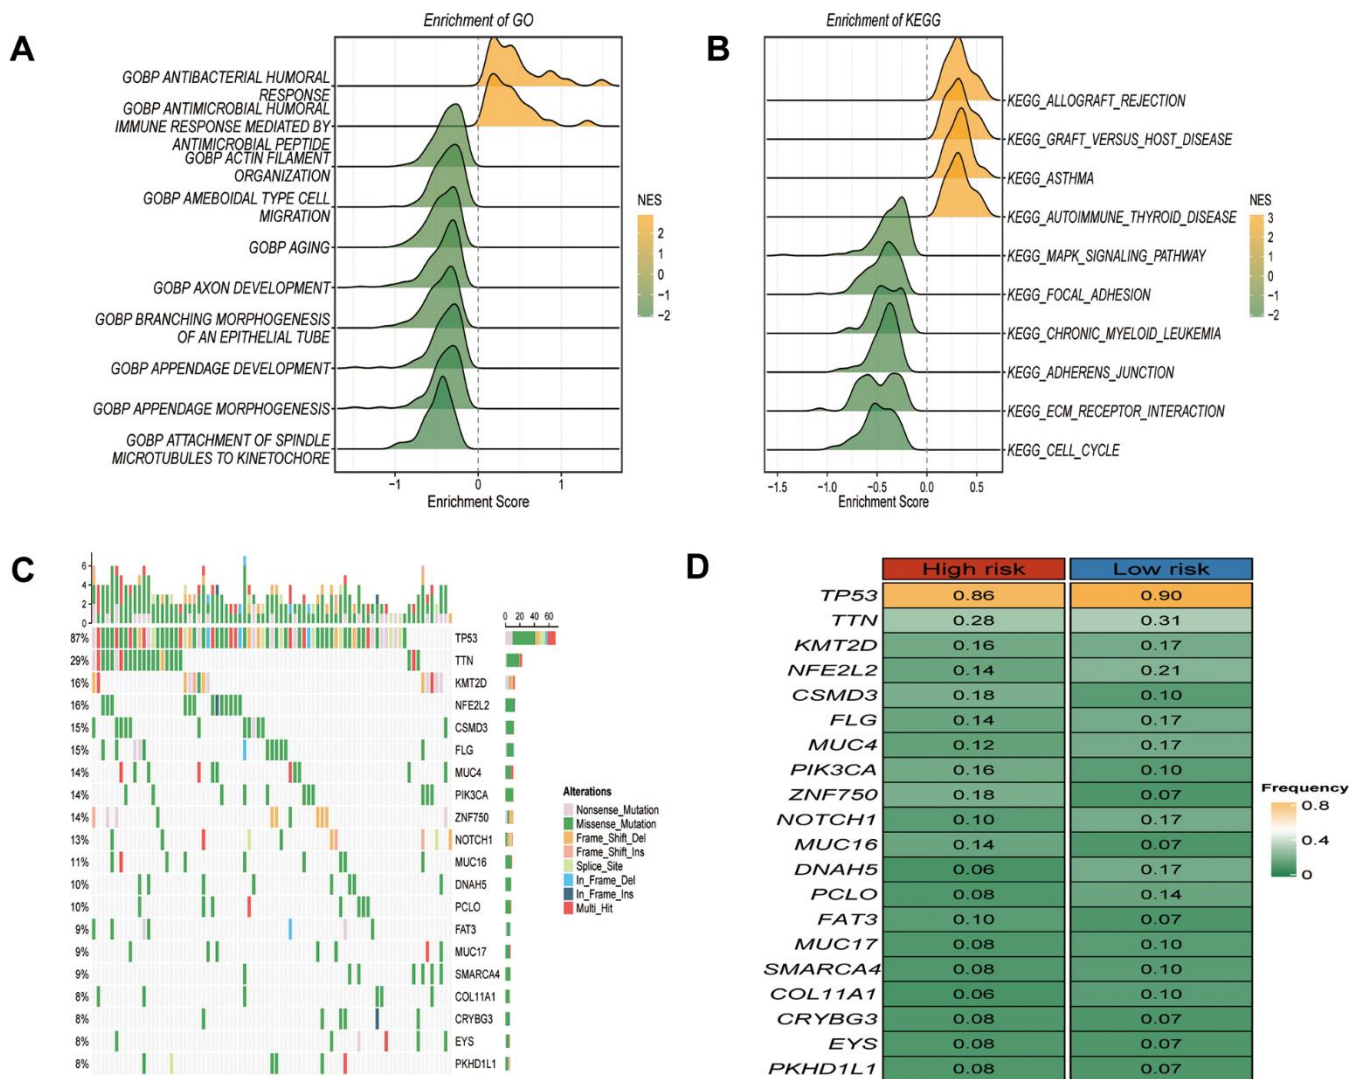 A
Enrichment of GO
GOBP ANTIBACTERIAL HUMORAL
RESPONSE
GOBP ANTIMICROBIAL HUMORAL
IMMUNE RESPONSE MEDIATED BY
ANTIMICROBIAL PEPTIDE
GOBP ACTIN FILAMENT
ORGANIZATION
GOBP AMEBOIDAL TYPE CELL
MIGRATION
GOBP AGING
GOBP AXON DEVELOPMENT
GOBP BRANCHING MORPHOGENESIS
OF AN EPITHELIAL TUBE
GOBP APPENDAGE DEVELOPMENT
GOBP APPENDAGE MORPHOGENESIS
GOBP ATTACHMENT OF SPINDLE
MICROTUBULES TO KINETOCHORE
−1 0 1
Enrichment Score
NES
2
1
0
−1
−2
B
Enrichment of KEGG
KEGG_ALLOGRAFT_REJECTION
KEGG_GRAFT_VERSUS_HOST_DISEASE
KEGG_ASTHMA
KEGG_AUTOIMMUNE_THYROID_DISEASE
KEGG_MAPK_SIGNALING_PATHWAY
KEGG_FOCAL_ADHESION
KEGG_CHRONIC_MYELOID_LEUKEMIA
KEGG_ADHERENS_JUNCTION
KEGG_ECM_RECEPTOR_INTERACTION
KEGG_CELL_CYCLE
−1.5 −1.0 −0.5 0.0 0.5
Enrichment Score
NES
3
2
1
0
−1
−2
C
6
4
2
0
0 20 40 60
87% TP53
29% TTN
16% KMT2D
16% NFE2L2
15% CSMD3
15% FLG
14% MUC4
14% PIK3CA
14% ZNF750
13% NOTCH1
11% MUC16
10% DNAH5
10% PCLO
9% FAT3
9% MUC17
9% SMARCA4
8% COL11A1
8% CRYBG3
8% EYS
8% PKHD1L1
Alterations
Nonsense_Mutation
Missense_Mutation
Frame_Shift_Del
Frame_Shift_Ins
Splice_Site
In_Frame_Del
In_Frame_Ins
Multi_Hit
D
High risk Low risk
TP53 0.86 0.90
TTN 0.28 0.31
KMT2D 0.16 0.17
NFE2L2 0.14 0.21
CSMD3 0.18 0.10
FLG 0.14 0.17
MUC4 0.12 0.17
PIK3CA 0.16 0.10
ZNF750 0.18 0.07
NOTCH1 0.10 0.17
MUC16 0.14 0.07
DNAH5 0.06 0.17
PCLO 0.08 0.14
FAT3 0.10 0.07
MUC17 0.08 0.10
SMARCA4 0.08 0.10
COL11A1 0.06 0.10
CRYBG3 0.08 0.07
EYS 0.08 0.07
PKHD1L1 0.08 0.07
Frequency
0.8
0.4
0